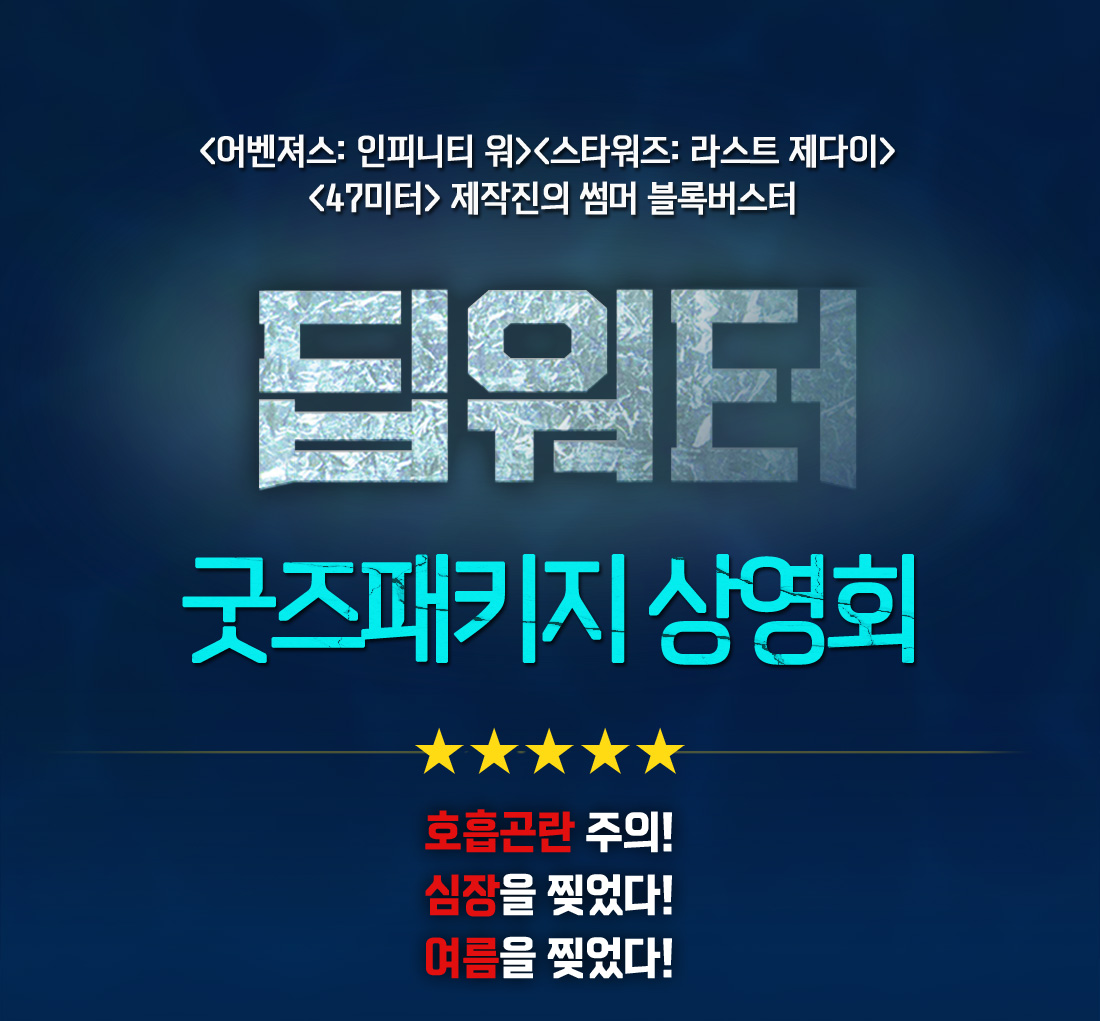 <어벤져스: 인피니티 워><스타워즈: 라스트 제다이>
<47미터> 제작진의 썸머 블록버스터
딥워터
굿즈패키지 상영회
호흡곤란 주의!
심장을 찢었다!
여름을 찢었다!